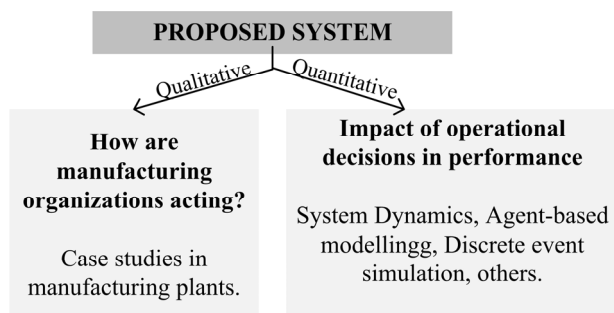 PROPOSED SYSTEM
Qualitative
Quantitative
How are
manufacturing
organizations acting?
Case studies in
manufacturing plants.
Impact of operational
decisions in performance
System Dynamics, Agent-based
modellingg, Discrete event
simulation, others.